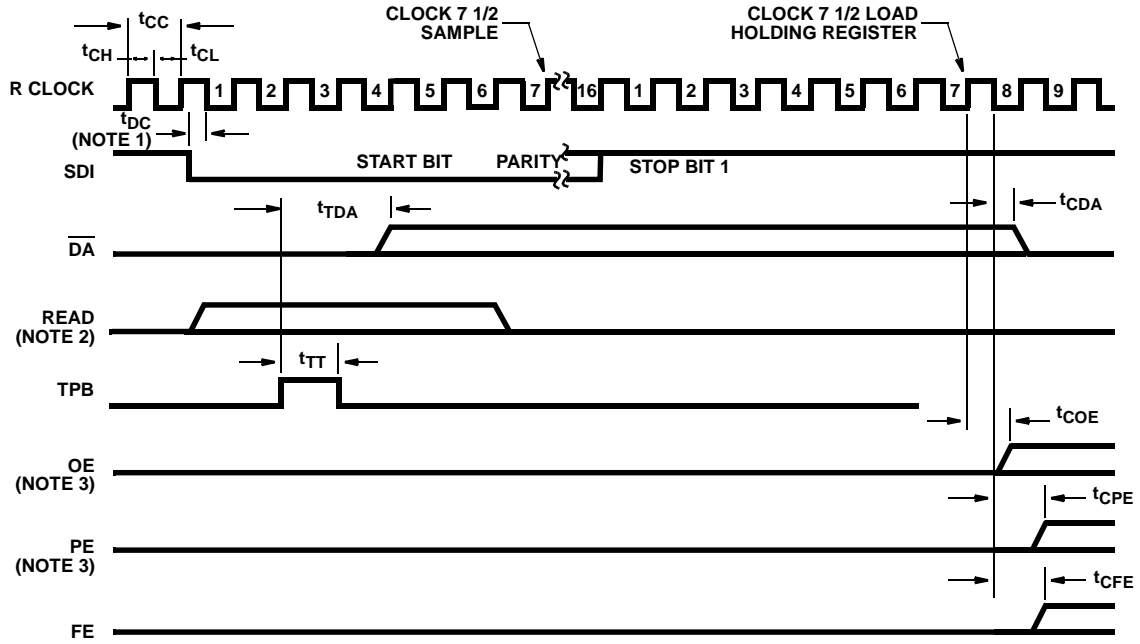 tCC
CLOCK 7 1/2
SAMPLE
CLOCK 7 1/2 LOAD
HOLDING REGISTER
tCH
tCL
R CLOCK
1 2 3 4 5 6 7 16 1 2 3 4 5 6 7 8 9
tDC
(NOTE 1)
SDI
START BIT
PARITY
STOP BIT 1
tTDA
tCDA
DA
READ
(NOTE 2)
tTT
TPB
tCOE
OE
(NOTE 3)
tCPE
PE
(NOTE 3)
tCFE
FE